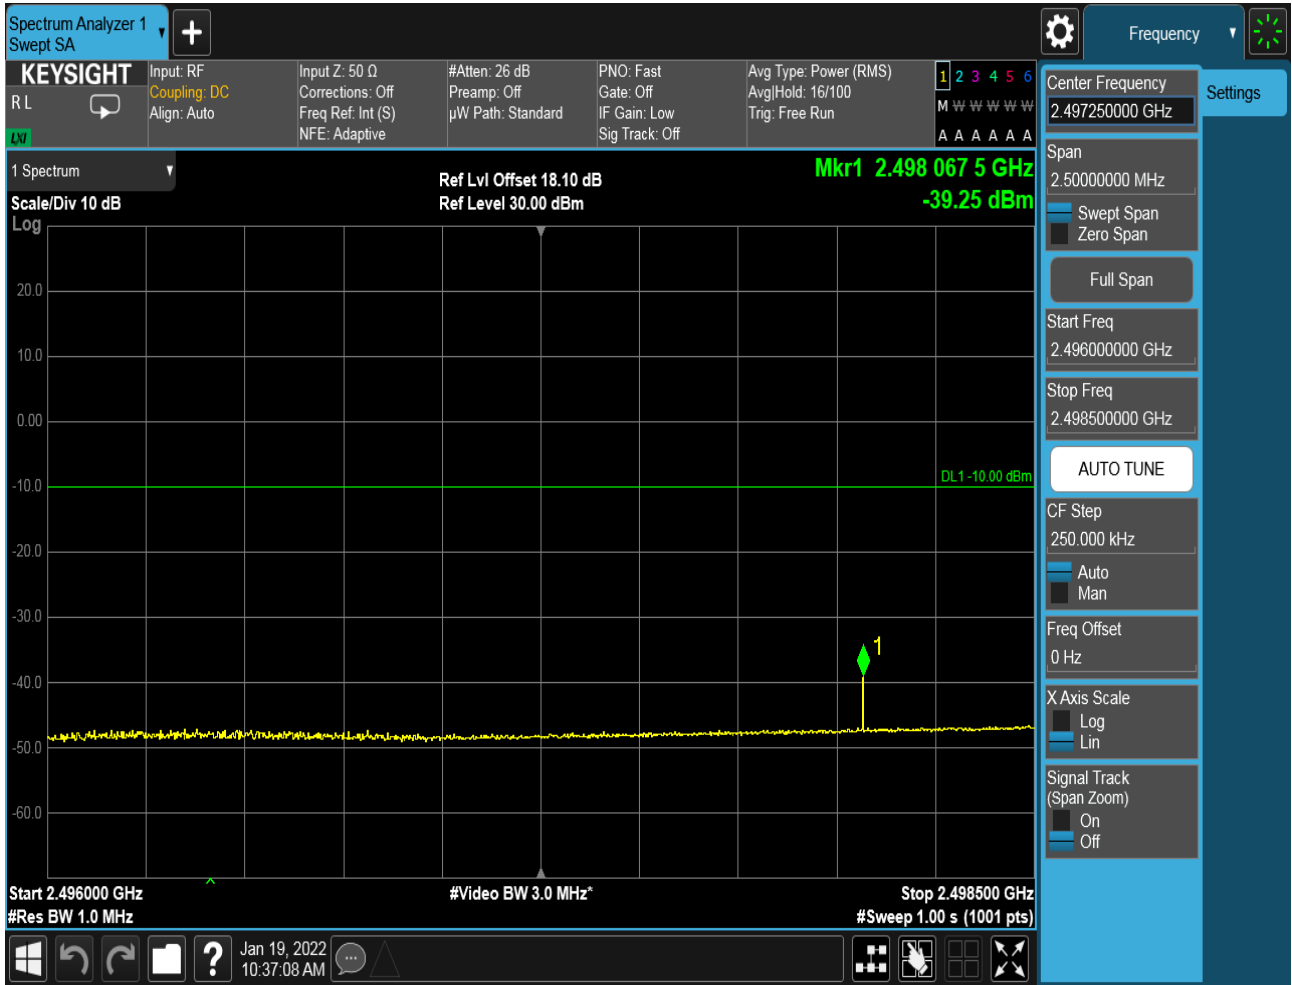 Spectrum Analyzer 1
Swept SA
Frequency
KEYSIGHT
R L
LXI
Input: RF
Coupling: DC
Align: Auto
Input Z: 50 Ω
Corrections: Off
Freq Ref: Int (S)
NFE: Adaptive
#Atten: 26 dB
Preamp: Off
µW Path: Standard
PNO: Fast
Gate: Off
IF Gain: Low
Sig Track: Off
Avg Type: Power (RMS)
Avg|Hold: 16/100
Trig: Free Run
1 2 3 4 5 6
M W W W W W
A A A A A A
1 Spectrum
Scale/Div 10 dB
Log
Ref Lvl Offset 18.10 dB
Ref Level 30.00 dBm
Mkr1 2.498 067 5 GHz
-39.25 dBm
20.0
10.0
0.00
-10.0
-20.0
-30.0
-40.0
-50.0
-60.0
DL1 -10.00 dBm
1
Start 2.496000 GHz
#Res BW 1.0 MHz
#Video BW 3.0 MHz*
Stop 2.498500 GHz
#Sweep 1.00 s (1001 pts)
Jan 19, 2022
10:37:08 AM
Center Frequency
2.497250000 GHz
Settings
Span
2.50000000 MHz
Swept Span
Zero Span
Full Span
Start Freq
2.496000000 GHz
Stop Freq
2.498500000 GHz
AUTO TUNE
CF Step
250.000 kHz
Auto
Man
Freq Offset
0 Hz
X Axis Scale
Log
Lin
Signal Track
(Span Zoom)
On
Off